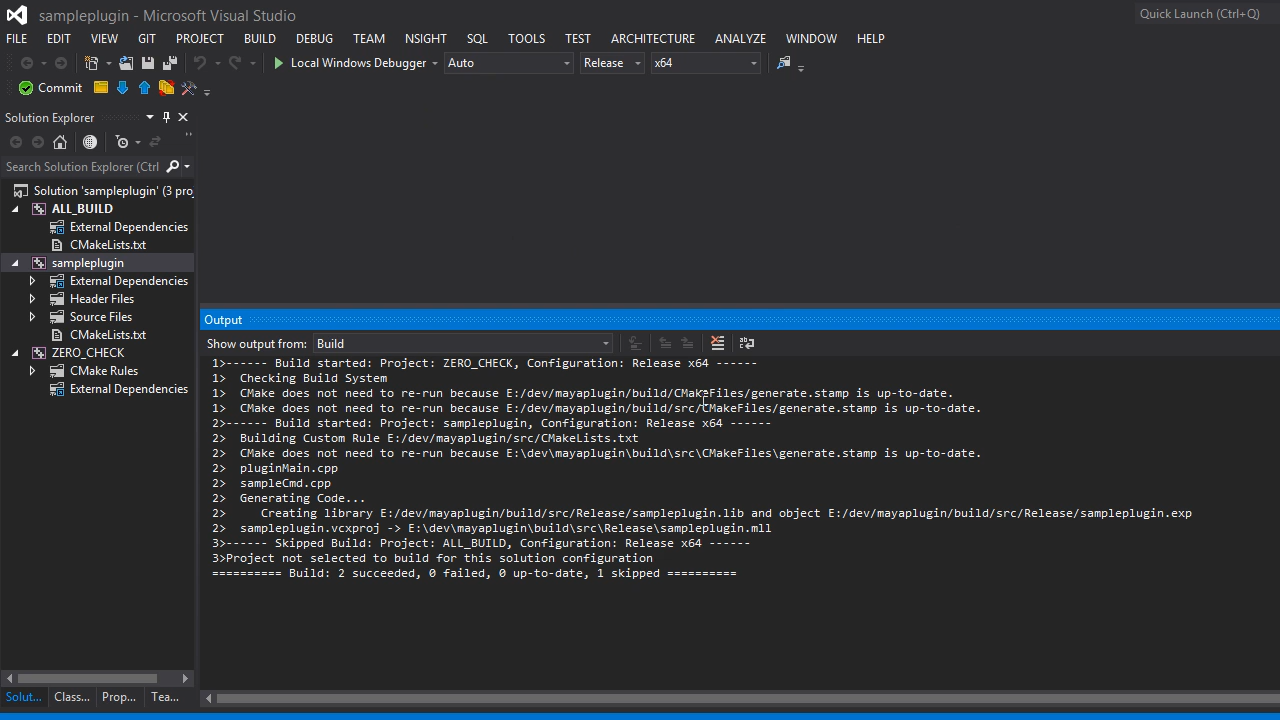 sampleplugin - Microsoft Visual Studio
Quick Launch (Ctrl+Q)
FILE EDIT VIEW GIT PROJECT BUILD DEBUG TEAM NSIGHT SQL TOOLS TEST ARCHITECTURE ANALYZE WINDOW HELP
Local Windows Debugger Auto Release x64
Commit
Solution Explorer
Search Solution Explorer (Ctrl
Solution 'sampleplugin' (3 proj
ALL_BUILD
External Dependencies
CMakeLists.txt
sampleplugin
External Dependencies
Header Files
Source Files
CMakeLists.txt
ZERO_CHECK
CMake Rules
External Dependencies
Solut... Class... Prop... Tea...
Output
Show output from: Build
1>------ Build started: Project: ZERO_CHECK, Configuration: Release x64 ------
1>  Checking Build System
1>  CMake does not need to re-run because E:/dev/mayaplugin/build/CMakeFiles/generate.stamp is up-to-date.
1>  CMake does not need to re-run because E:/dev/mayaplugin/build/src/CMakeFiles/generate.stamp is up-to-date.
2>------ Build started: Project: sampleplugin, Configuration: Release x64 ------
2>  Building Custom Rule E:/dev/mayaplugin/src/CMakeLists.txt
2>  CMake does not need to re-run because E:\dev\mayaplugin\build\src\CMakeFiles\generate.stamp is up-to-date.
2>  pluginMain.cpp
2>  sampleCmd.cpp
2>  Generating Code...
2>     Creating library E:/dev/mayaplugin/build/src/Release/sampleplugin.lib and object E:/dev/mayaplugin/build/src/Release/sampleplugin.exp
2>  sampleplugin.vcxproj -> E:\dev\mayaplugin\build\src\Release\sampleplugin.mll
3>------ Skipped Build: Project: ALL_BUILD, Configuration: Release x64 ------
3>Project not selected to build for this solution configuration
========== Build: 2 succeeded, 0 failed, 0 up-to-date, 1 skipped ==========